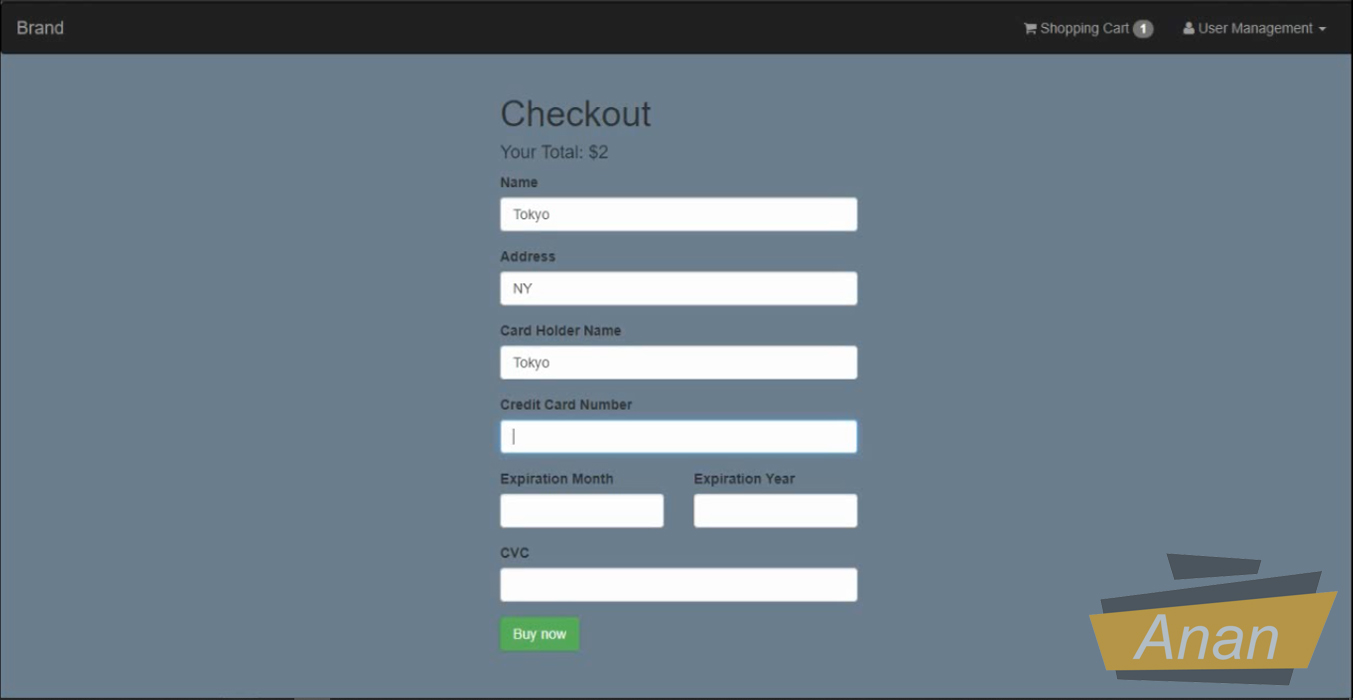 Brand
Shopping Cart 1
User Management
Checkout
Your Total: $2
Name
Tokyo
Address
NY
Card Holder Name
Tokyo
Credit Card Number
Expiration Month
Expiration Year
CVC
Buy now
Anan